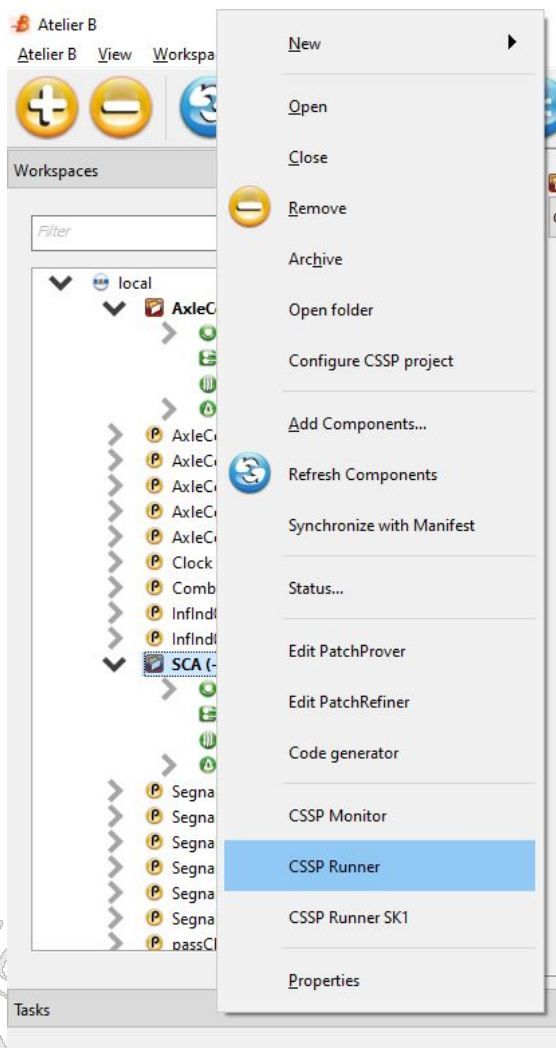 Atelier B
Atelier B View Workspa
Workspaces
Filter
local
AxleC
AxleC
AxleC
AxleC
AxleC
AxleC
Clock
Comb
InfInd
InfInd
SCA (-
Segna
Segna
Segna
Segna
Segna
Segna
passCl
Tasks
New
Open
Close
Remove
Archive
Open folder
Configure CSSP project
Add Components...
Refresh Components
Synchronize with Manifest
Status...
Edit PatchProver
Edit PatchRefiner
Code generator
CSSP Monitor
CSSP Runner
CSSP Runner SK1
Properties